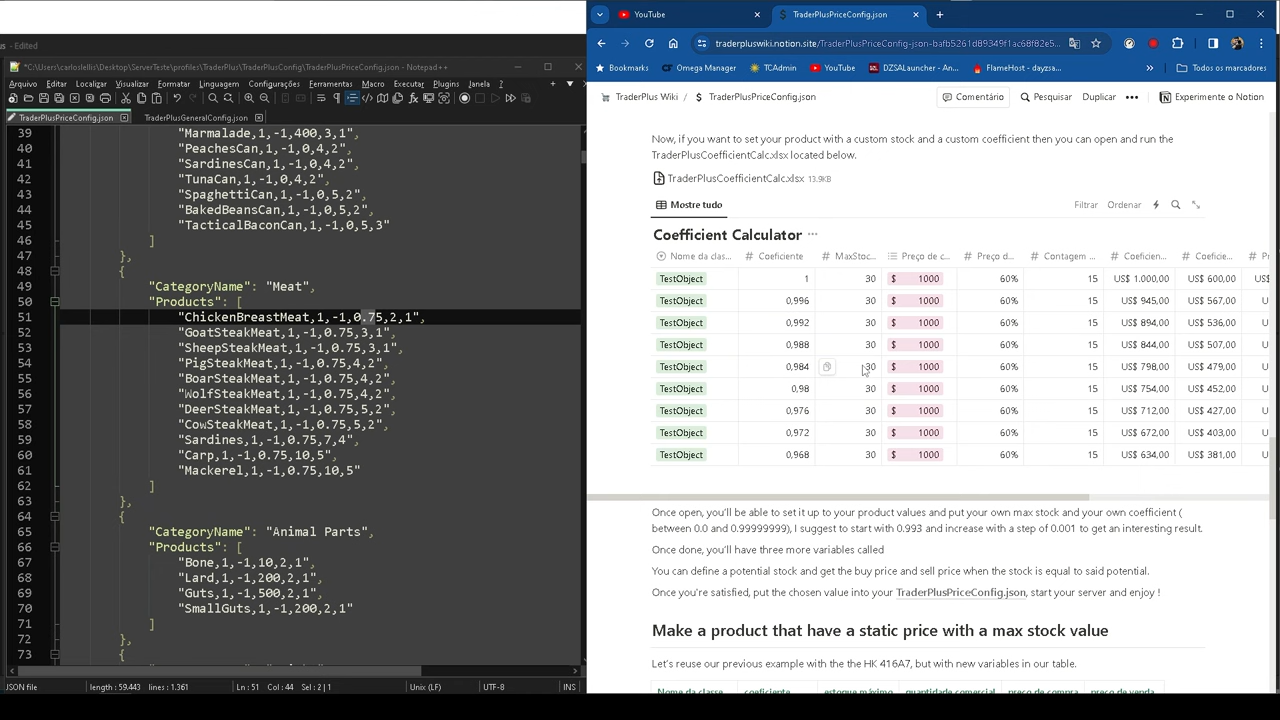 us - Edited
*C:\Users\carloslellis\Desktop\ServerTeste\profiles\TraderPlus\TraderPlusConfig\TraderPlusPriceConfig.json - Notepad++
Arquivo Editar Localizar Visualizar Formatar Linguagem Configurações Ferramentas Macro Executar Plugins Janela ?
TraderPlusPriceConfig.json TraderPlusGeneralConfig.json
39 "Marmalade,1,-1,400,3,1",
40 "PeachesCan,1,-1,0,4,2",
41 "SardinesCan,1,-1,0,4,2",
42 "TunaCan,1,-1,0,4,2",
43 "SpaghettiCan,1,-1,0,5,2",
44 "BakedBeansCan,1,-1,0,5,2",
45 "TacticalBaconCan,1,-1,0,5,3"
46 ]
47 },
48 {
49 "CategoryName": "Meat",
50 "Products": [
51 "ChickenBreastMeat,1,-1,0.75,2,1",
52 "GoatSteakMeat,1,-1,0.75,3,1",
53 "SheepSteakMeat,1,-1,0.75,3,1",
54 "PigSteakMeat,1,-1,0.75,4,2",
55 "BoarSteakMeat,1,-1,0.75,4,2",
56 "WolfSteakMeat,1,-1,0.75,4,2",
57 "DeerSteakMeat,1,-1,0.75,5,2",
58 "CowSteakMeat,1,-1,0.75,5,2",
59 "Sardines,1,-1,0.75,7,4",
60 "Carp,1,-1,0.75,10,5",
61 "Mackerel,1,-1,0.75,10,5"
62 ]
63 },
64 {
65 "CategoryName": "Animal Parts",
66 "Products": [
67 "Bone,1,-1,10,2,1",
68 "Lard,1,-1,200,2,1",
69 "Guts,1,-1,500,2,1",
70 "SmallGuts,1,-1,200,2,1"
71 ]
72 },
73 {
JSON file length : 59.443 lines : 1.361 Ln : 51 Col : 44 Sel : 2 | 1 Unix (LF) UTF-8 INS
YouTube TraderPlusPriceConfig.json
traderpluswiki.notion.site/TraderPlusPriceConfig-json-bafb5261d89349f1ac68f82e5...
Bookmarks Omega Manager TCAdmin YouTube DZSALauncher - An... FlameHost - dayzsa... » Todos os marcadores
TraderPlus Wiki / TraderPlusPriceConfig.json Comentário Pesquisar Duplicar Experimente o Notion
Now, if you want to set your product with a custom stock and a custom coefficient then you can open and run the
TraderPlusCoefficientCalc.xlsx located below.
TraderPlusCoefficientCalc.xlsx 13.9KB
Mostre tudo Filtrar Ordenar
Coefficient Calculator
Nome da clas... Coeficiente MaxStoc... Preço de c... Preço d... Contagem ... Coeficien... Coeficie... Pr
TestObject 1 30 $ 1000 60% 15 US$ 1.000,00 US$ 600,00 US$
TestObject 0,996 30 $ 1000 60% 15 US$ 945,00 US$ 567,00
TestObject 0,992 30 $ 1000 60% 15 US$ 894,00 US$ 536,00
TestObject 0,988 30 $ 1000 60% 15 US$ 844,00 US$ 507,00
TestObject 0,984 30 $ 1000 60% 15 US$ 798,00 US$ 479,00
TestObject 0,98 30 $ 1000 60% 15 US$ 754,00 US$ 452,00
TestObject 0,976 30 $ 1000 60% 15 US$ 712,00 US$ 427,00
TestObject 0,972 30 $ 1000 60% 15 US$ 672,00 US$ 403,00
TestObject 0,968 30 $ 1000 60% 15 US$ 634,00 US$ 381,00
Once open, you'll be able to set it up to your product values and put your own max stock and your own coefficient (
between 0.0 and 0.99999999), I suggest to start with 0.993 and increase with a step of 0.001 to get an interesting result.
Once done, you'll have three more variables called
You can define a potential stock and get the buy price and sell price when the stock is equal to said potential.
Once you're satisfied, put the chosen value into your TraderPlusPriceConfig.json, start your server and enjoy !
Make a product that have a static price with a max stock value
Let's reuse our previous example with the the HK 416A7, but with new variables in our table.
Nome da classe coeficiente estoque máximo quantidade comercial preço de compra preço de venda